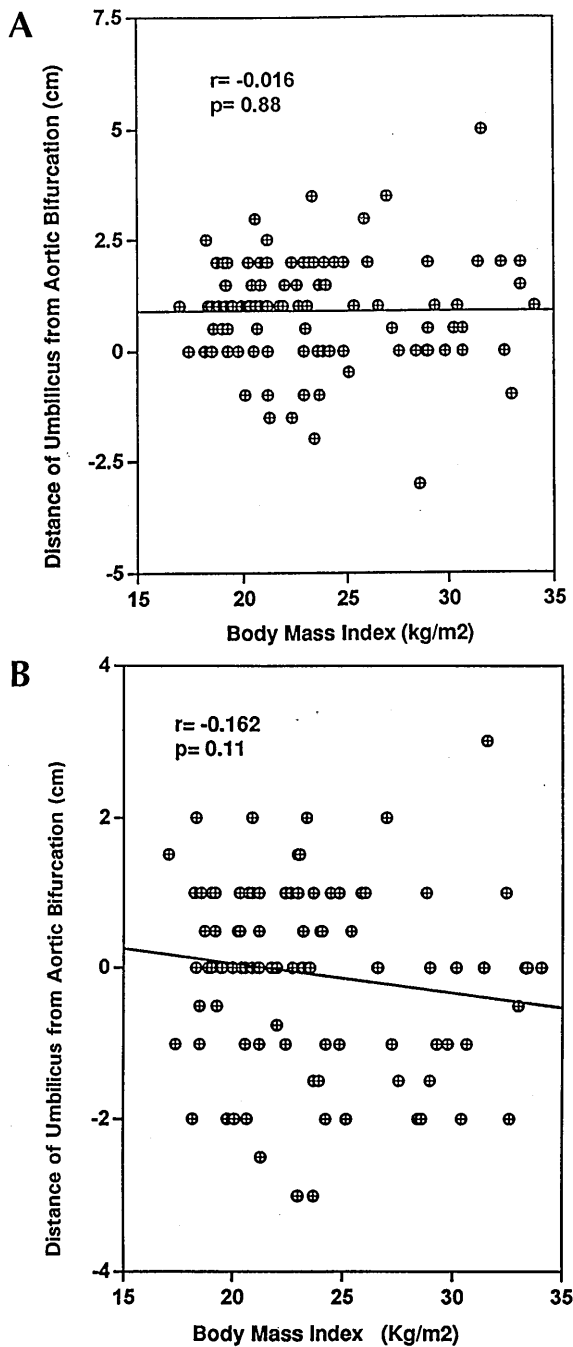 A
7.5
5
2.5
0
-2.5
-5
Distance of Umbilicus from Aortic Bifurcation (cm)
r= -0.016
p= 0.88
15 20 25 30 35
Body Mass Index (kg/m2)
B
4
2
0
-2
-4
Distance of Umbilicus from Aortic Bifurcation (cm)
r= -0.162
p= 0.11
15 20 25 30 35
Body Mass Index (Kg/m2)